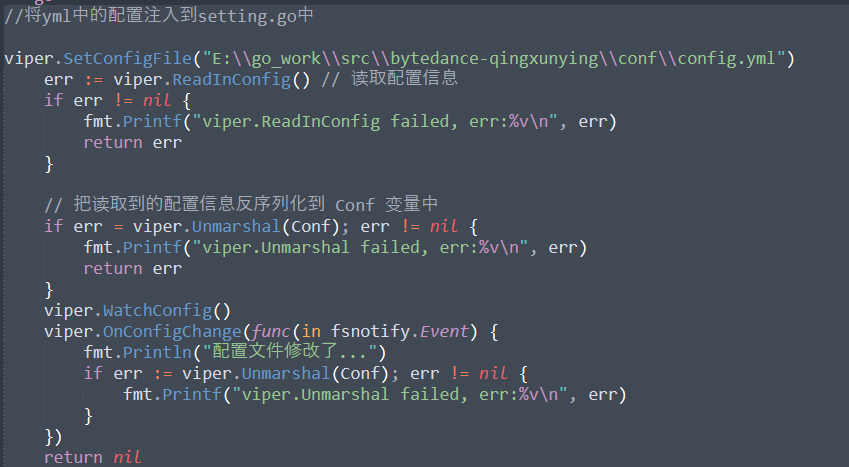 //将yml中的配置注入到setting.go中
viper.SetConfigFile("E:\\go_work\\src\\bytedance-qingxunying\\conf\\config.yml")
    err := viper.ReadInConfig() // 读取配置信息
    if err != nil {
        fmt.Printf("viper.ReadInConfig failed, err:%v\n", err)
        return err
    }
    // 把读取到的配置信息反序列化到 Conf 变量中
    if err = viper.Unmarshal(Conf); err != nil {
        fmt.Printf("viper.Unmarshal failed, err:%v\n", err)
        return err
    }
    viper.WatchConfig()
    viper.OnConfigChange(func(in fsnotify.Event) {
        fmt.Println("配置文件修改了...")
        if err := viper.Unmarshal(Conf); err != nil {
            fmt.Printf("viper.Unmarshal failed, err:%v\n", err)
        }
    })
    return nil